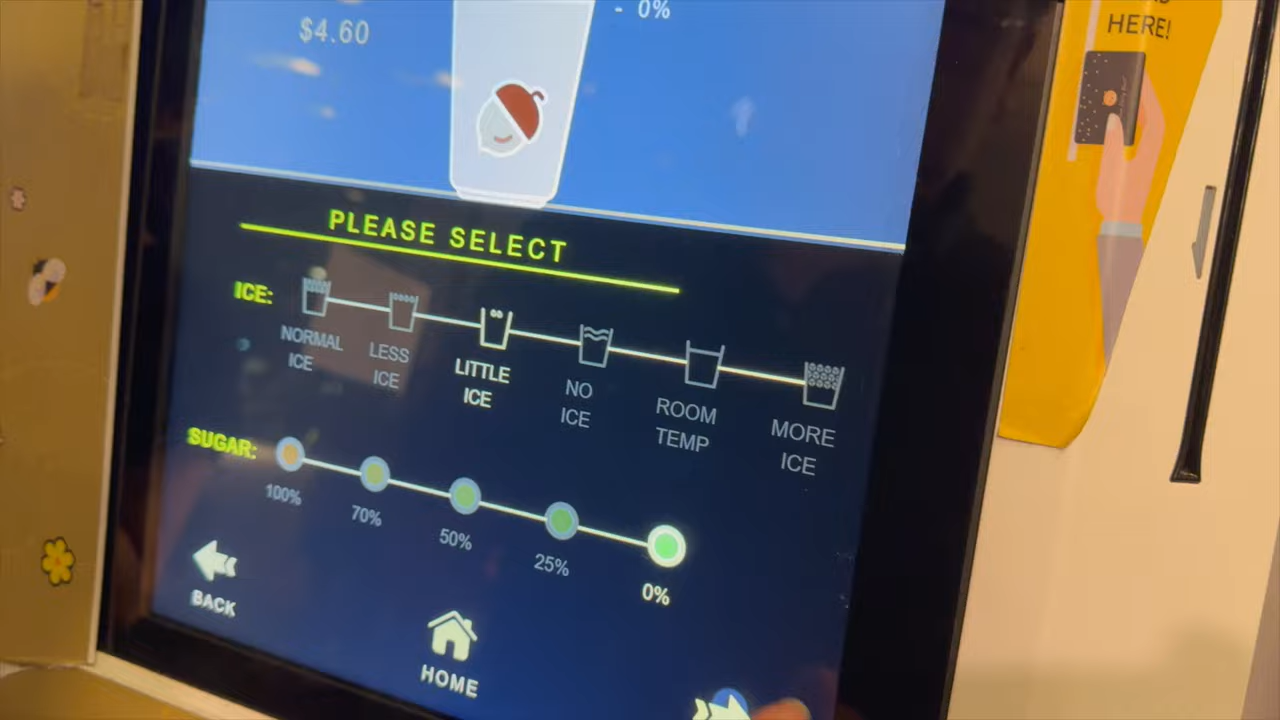 - 0%
$4.60
HERE!
PLEASE SELECT
ICE:
NORMAL ICE
LESS ICE
LITTLE ICE
NO ICE
ROOM TEMP
MORE ICE
SUGAR:
100%
70%
50%
25%
0%
BACK
HOME